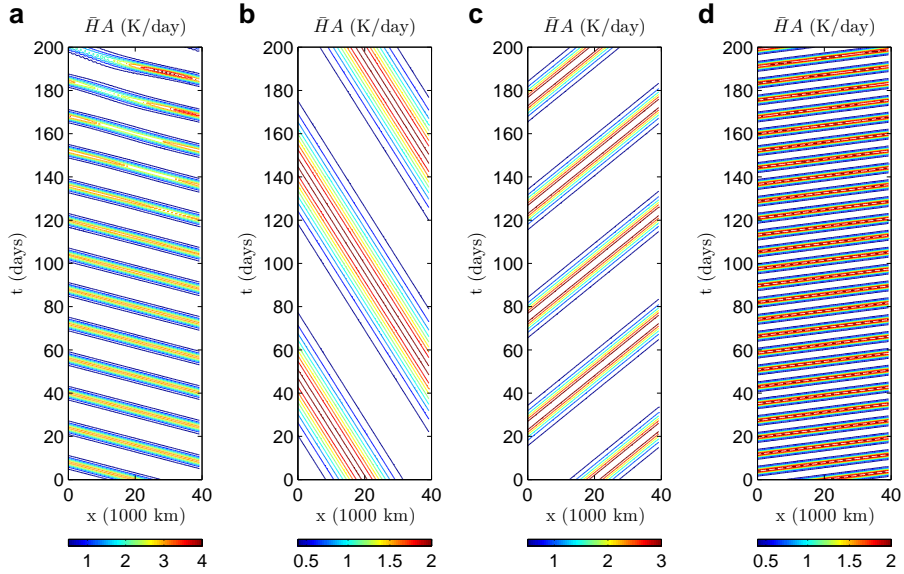 a b c d
H̄A (K/day) H̄A (K/day) H̄A (K/day) H̄A (K/day)
200 200 200 200
180 180 180 180
160 160 160 160
140 140 140 140
120 120 120 120
100 100 100 100
80 80 80 80
60 60 60 60
40 40 40 40
20 20 20 20
0 0 0 0
t (days) t (days) t (days) t (days)
0 20 40 0 20 40 0 20 40 0 20 40
x (1000 km) x (1000 km) x (1000 km) x (1000 km)
1 2 3 4 0.5 1 1.5 2 1 2 3 0.5 1 1.5 2